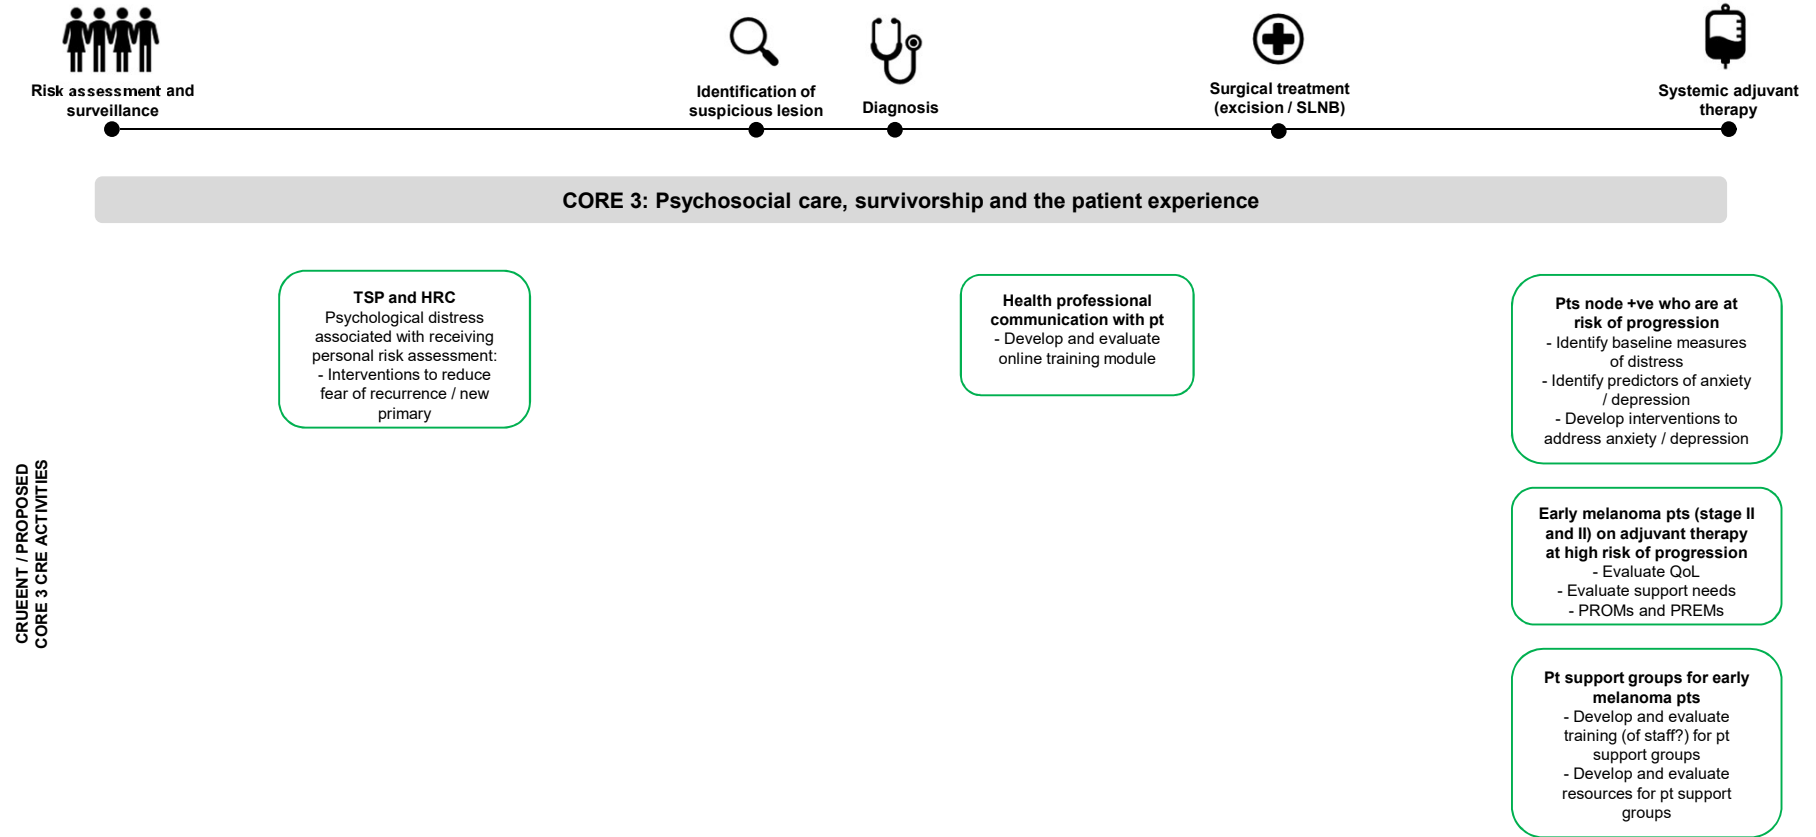 Risk assessment and
surveillance
Identification of
suspicious lesion
Diagnosis
Surgical treatment
(excision / SLNB)
Systemic adjuvant
therapy
CORE 3: Psychosocial care, survivorship and the patient experience
CRUEENT / PROPOSED
CORE 3 CRE ACTIVITIES
TSP and HRC
Psychological distress
associated with receiving
personal risk assessment:
- Interventions to reduce
fear of recurrence / new
primary
Health professional
communication with pt
- Develop and evaluate
online training module
Pts node +ve who are at
risk of progression
- Identify baseline measures
of distress
- Identify predictors of anxiety
/ depression
- Develop interventions to
address anxiety / depression
Early melanoma pts (stage II
and II) on adjuvant therapy
at high risk of progression
- Evaluate QoL
- Evaluate support needs
- PROMs and PREMs
Pt support groups for early
melanoma pts
- Develop and evaluate
training (of staff?) for pt
support groups
- Develop and evaluate
resources for pt support
groups